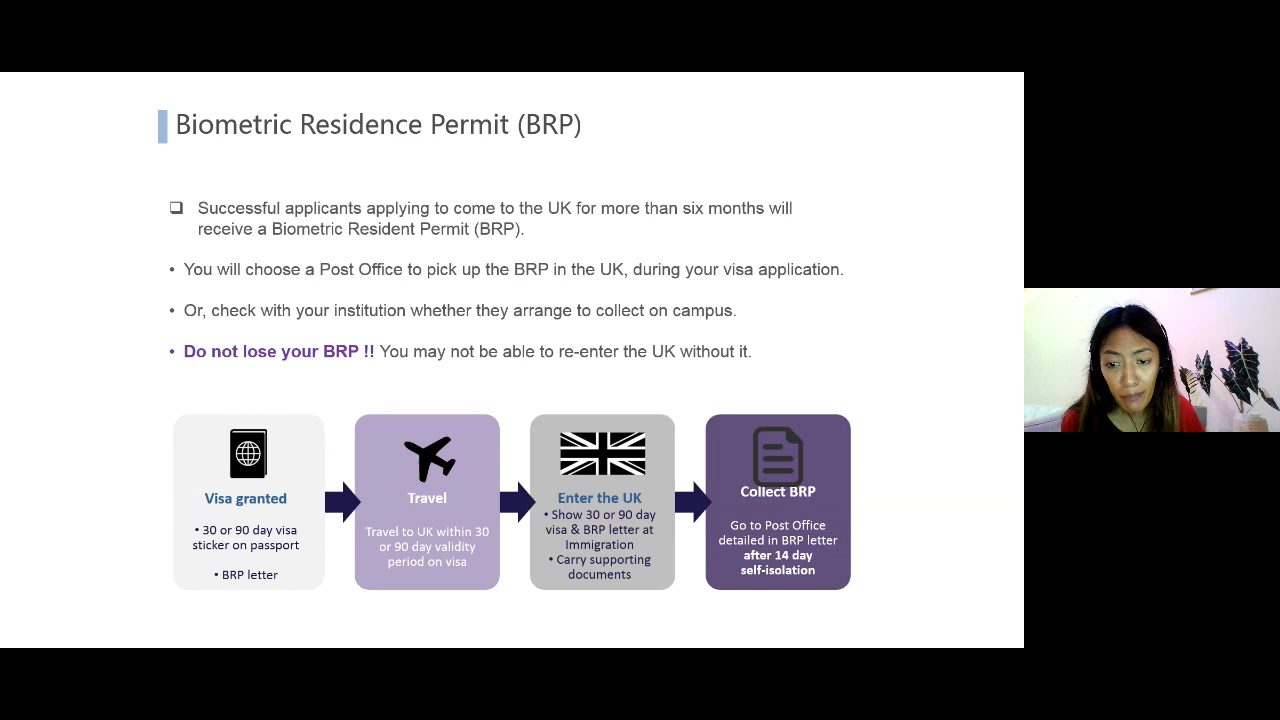 Biometric Residence Permit (BRP)
❑ Successful applicants applying to come to the UK for more than six months will
receive a Biometric Resident Permit (BRP).
• You will choose a Post Office to pick up the BRP in the UK, during your visa application.
• Or, check with your institution whether they arrange to collect on campus.
• Do not lose your BRP !! You may not be able to re-enter the UK without it.
Visa granted
• 30 or 90 day visa
sticker on passport
• BRP letter
Travel
Travel to UK within 30
or 90 day validity
period on visa
Enter the UK
• Show 30 or 90 day
visa & BRP letter at
Immigration
• Carry supporting
documents
Collect BRP
Go to Post Office
detailed in BRP letter
after 14 day
self-isolation